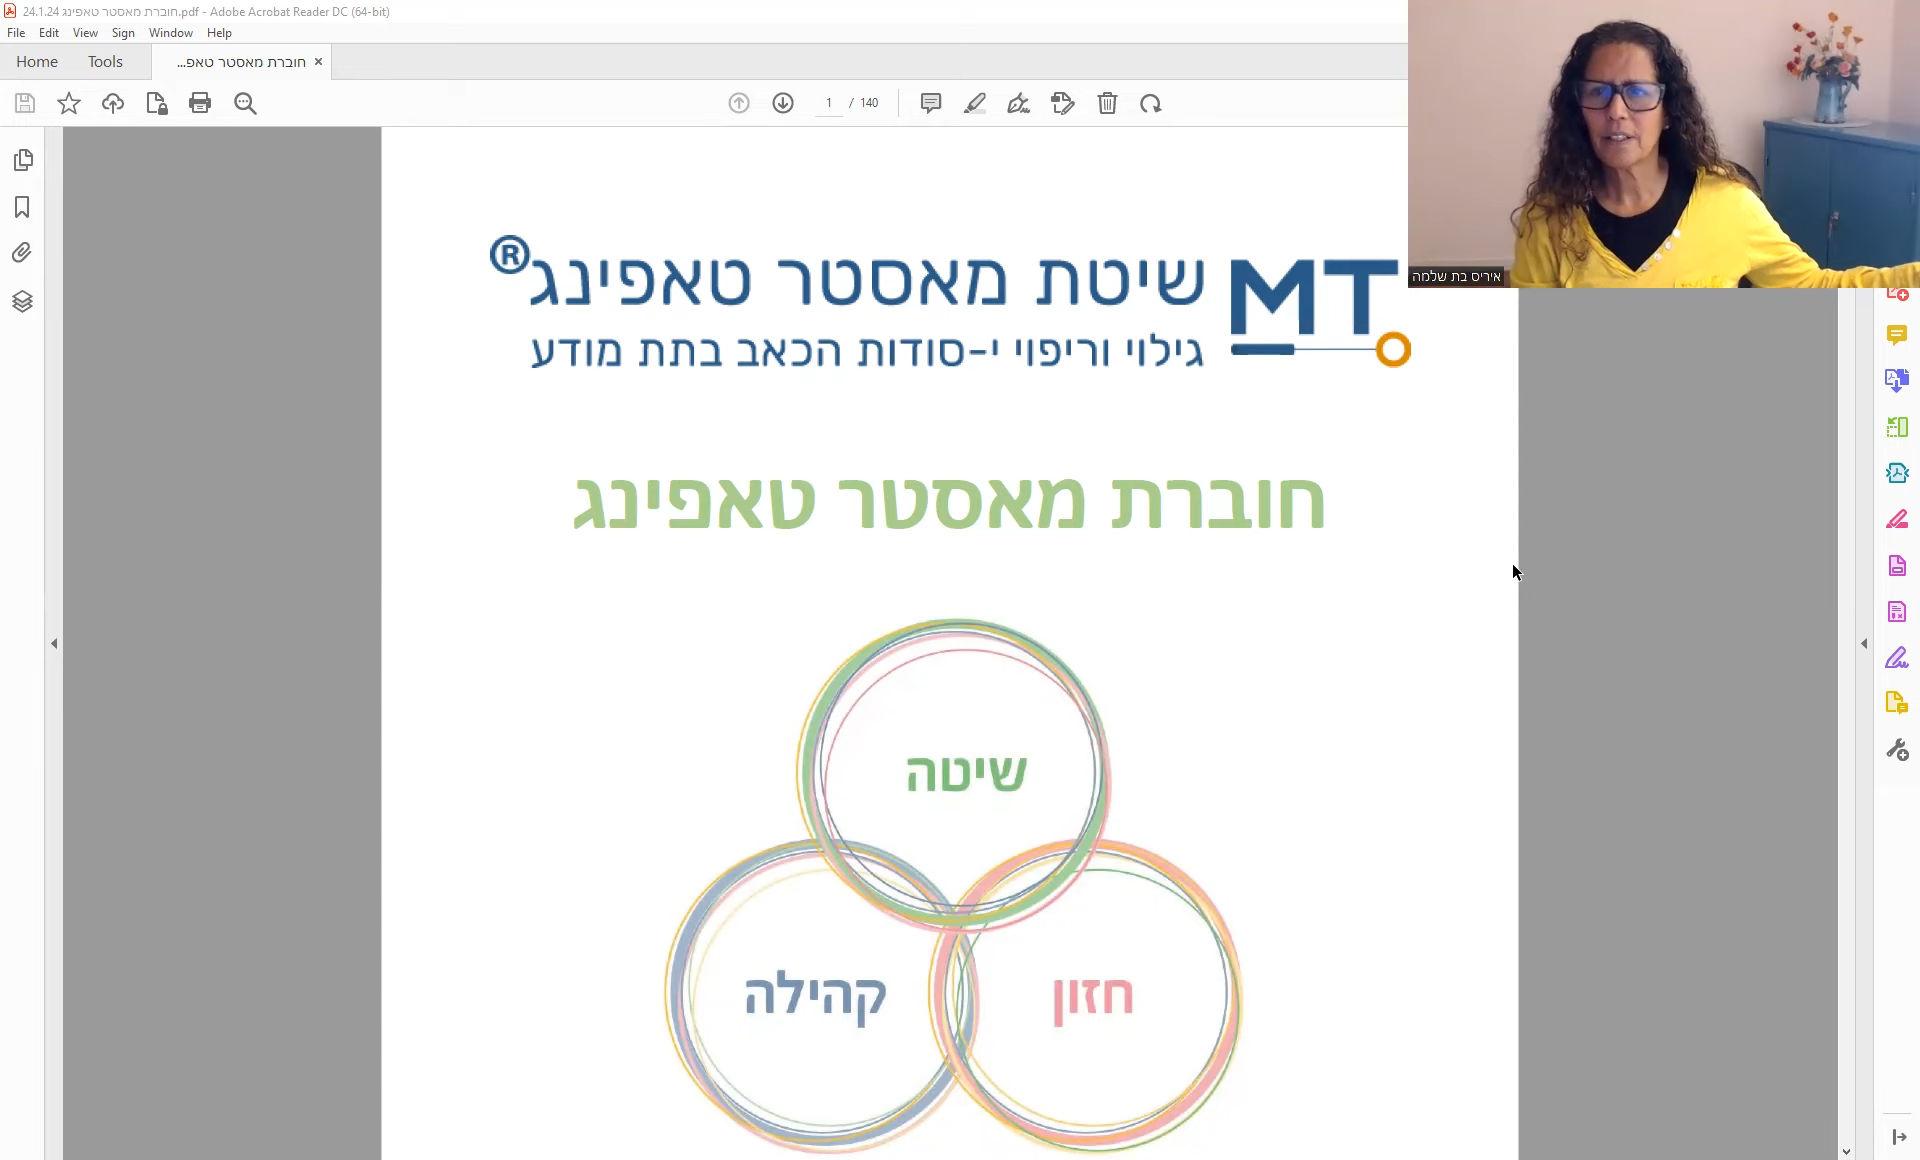 חוברת מאסטר טאפינג 24.1.24.pdf - Adobe Acrobat Reader DC (64-bit)
File Edit View Sign Window Help
Home Tools חוברת מאסטר טאפ...
1 / 140
איריס בת שלמה
MT שיטת מאסטר טאפינג®
גילוי וריפוי י-סודות הכאב בתת מודע
חוברת מאסטר טאפינג
שיטה
חזון
קהילה